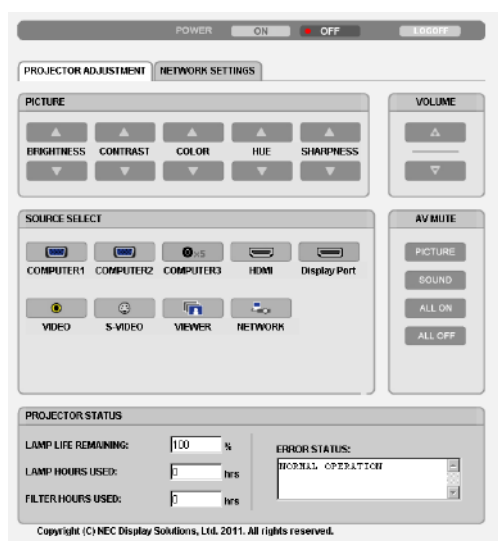 POWER ON OFF LOGOFF
PROJECTOR ADJUSTMENT NETWORK SETTINGS
PICTURE
BRIGHTNESS CONTRAST COLOR HUE SHARPNESS
VOLUME
SOURCE SELECT
COMPUTER1 COMPUTER2 x5 COMPUTER3 HDMI Display Port
VIDEO S-VIDEO VIEWER NETWORK
AV MUTE
PICTURE
SOUND
ALL ON
ALL OFF
PROJECTOR STATUS
LAMP LIFE REMAINING: 100 %
LAMP HOURS USED: 0 hrs
FILTER HOURS USED: 0 hrs
ERROR STATUS:
NORMAL OPERATION
Copyright (C) NEC Display Solutions, Ltd. 2011. All rights reserved.